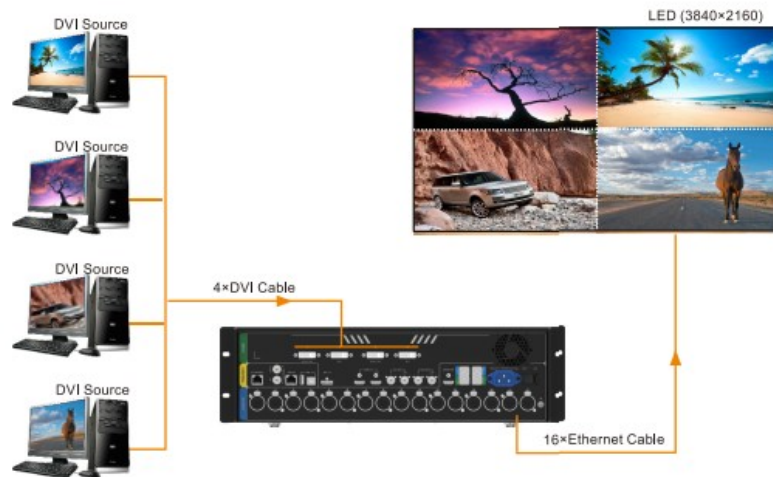 DVI Source
LED (3840×2160)
DVI Source
DVI Source
4×DVI Cable
DVI Source
16×Ethernet Cable